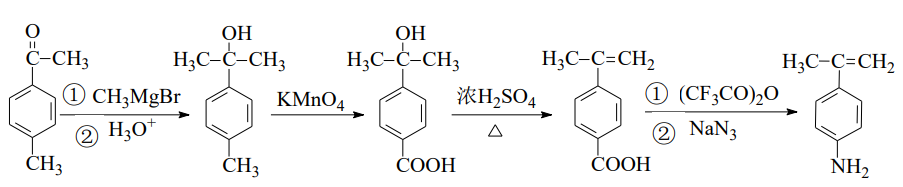 O
C-CH₃
CH₃
① CH₃MgBr
② H₃O⁺
OH
H₃C-C-CH₃
CH₃
KMnO₄
OH
H₃C-C-CH₃
COOH
浓H₂SO₄
△
H₃C-C=CH₂
COOH
① (CF₃CO)₂O
② NaN₃
H₃C-C=CH₂
NH₂